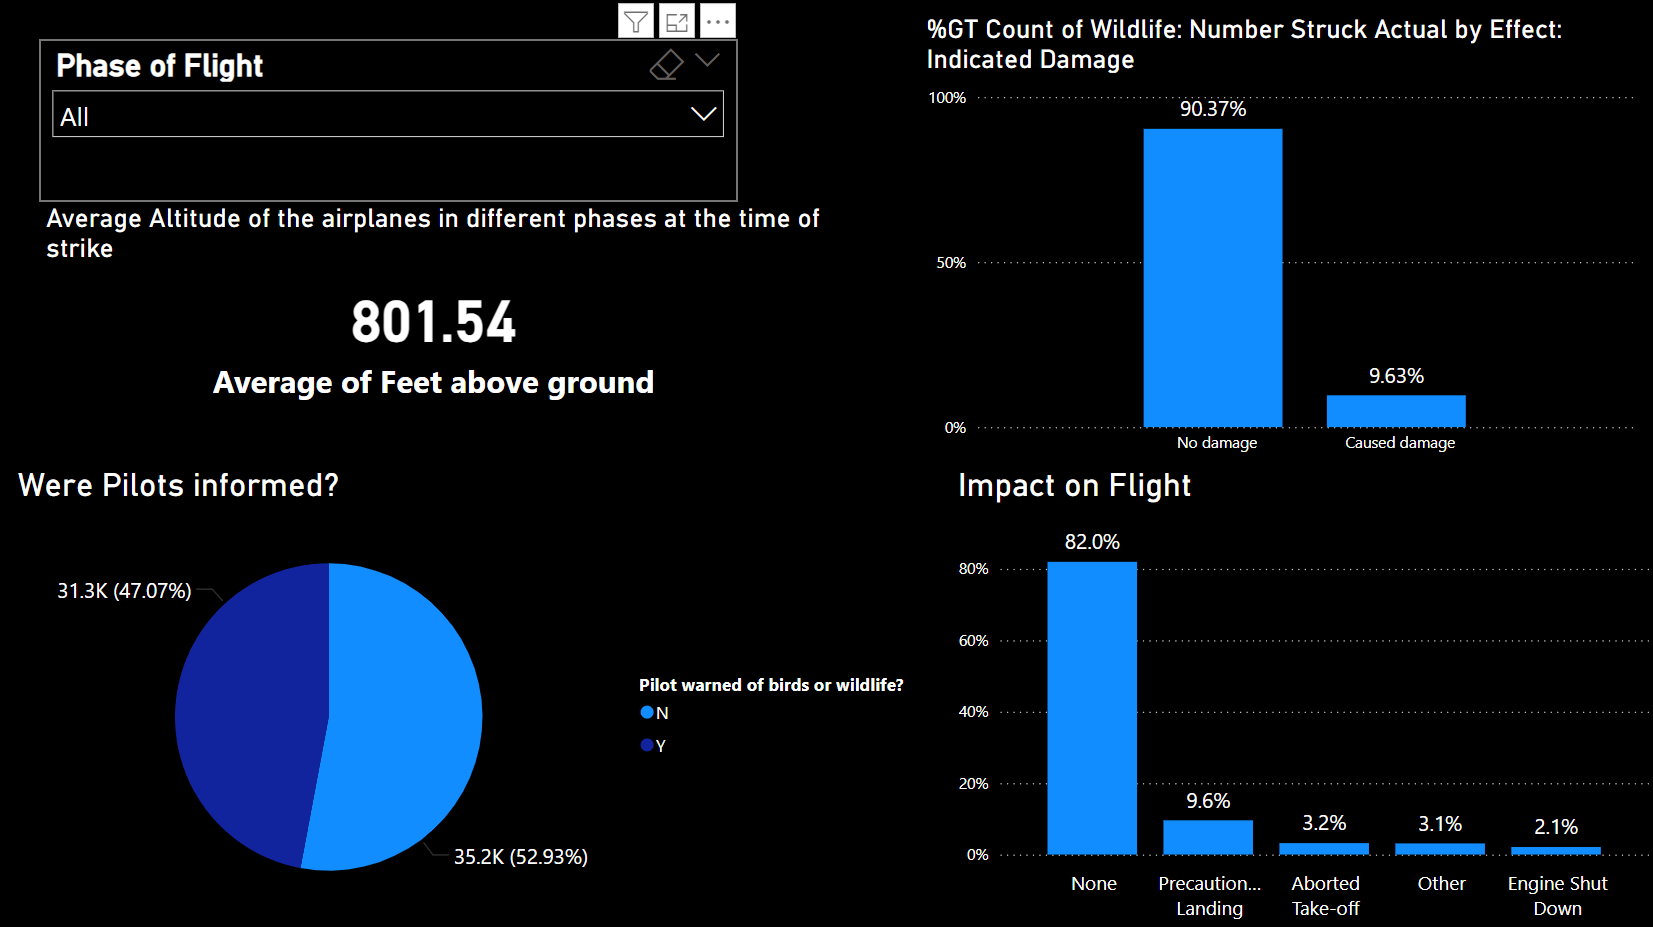 Phase of Flight
All
Average Altitude of the airplanes in different phases at the time of
strike
801.54
Average of Feet above ground
%GT Count of Wildlife: Number Struck Actual by Effect:
Indicated Damage
100%
50%
0%
90.37%
9.63%
No damage
Caused damage
Were Pilots informed?
31.3K (47.07%)
35.2K (52.93%)
Pilot warned of birds or wildlife?
N
Y
Impact on Flight
80%
60%
40%
20%
0%
82.0%
9.6%
3.2%
3.1%
2.1%
None
Precaution...
Landing
Aborted
Take-off
Other
Engine Shut
Down